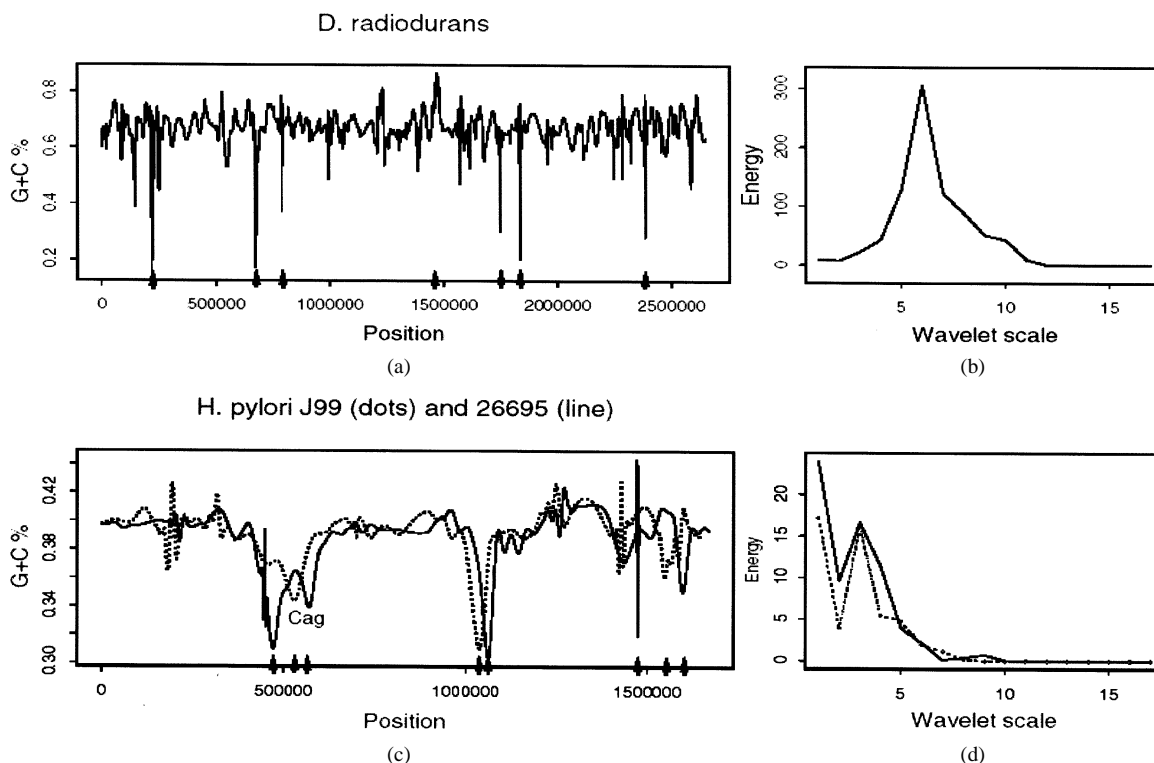 D. radiodurans
G+C %
0.8
0.6
0.4
0.2
0 500000 1000000 1500000 2000000 2500000
Position
(a)
Energy
300
100
0
5 10 15
Wavelet scale
(b)
H. pylori J99 (dots) and 26695 (line)
G+C %
0.42
0.38
0.34
0.30
Cag
0 500000 1000000 1500000
Position
(c)
Energy
20
15
10
5
0
5 10 15
Wavelet scale
(d)